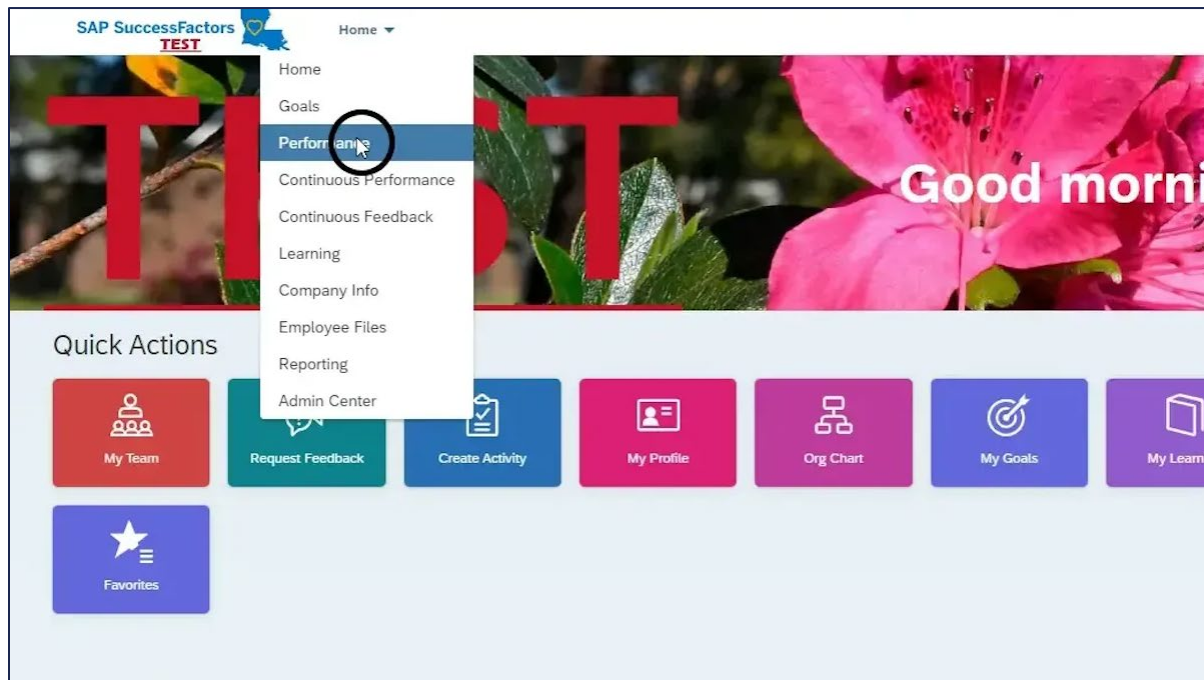 SAP SuccessFactors
TEST
Home
Home
Goals
Performance
Continuous Performance
Continuous Feedback
Learning
Company Info
Employee Files
Reporting
Admin Center
Good morni
Quick Actions
My Team
Request Feedback
Create Activity
My Profile
Org Chart
My Goals
My Learn
Favorites